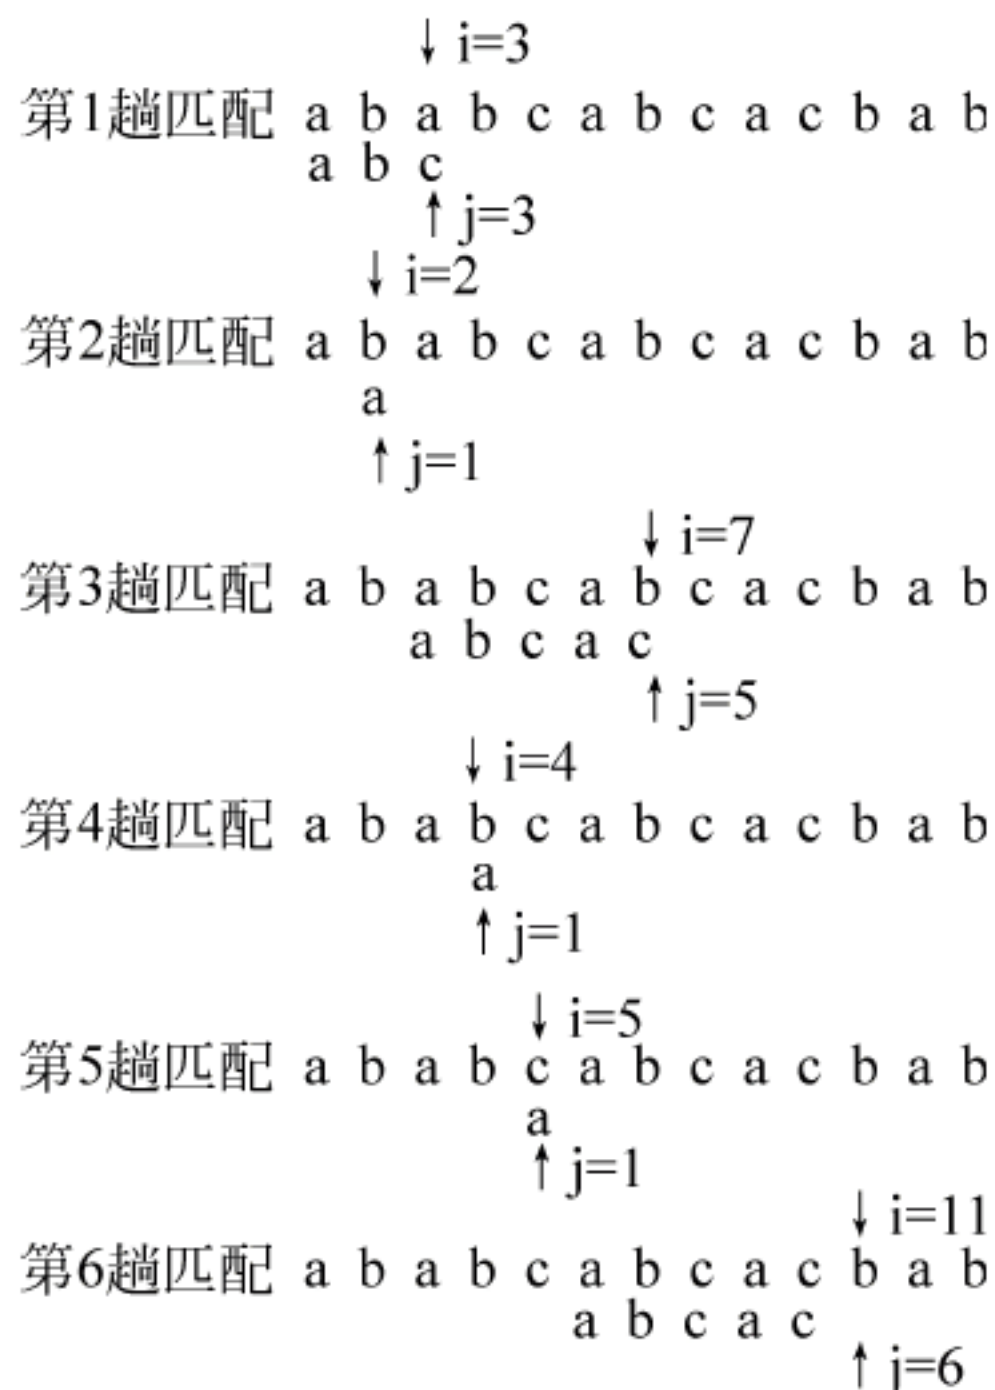 ↓ i=3
第1趟匹配 a b a b c a b c a c b a b
a b c
↑ j=3
↓ i=2
第2趟匹配 a b a b c a b c a c b a b
a
↑ j=1
↓ i=7
第3趟匹配 a b a b c a b c a c b a b
a b c a c
↑ j=5
↓ i=4
第4趟匹配 a b a b c a b c a c b a b
a
↑ j=1
↓ i=5
第5趟匹配 a b a b c a b c a c b a b
a
↑ j=1
↓ i=11
第6趟匹配 a b a b c a b c a c b a b
a b c a c
↑ j=6